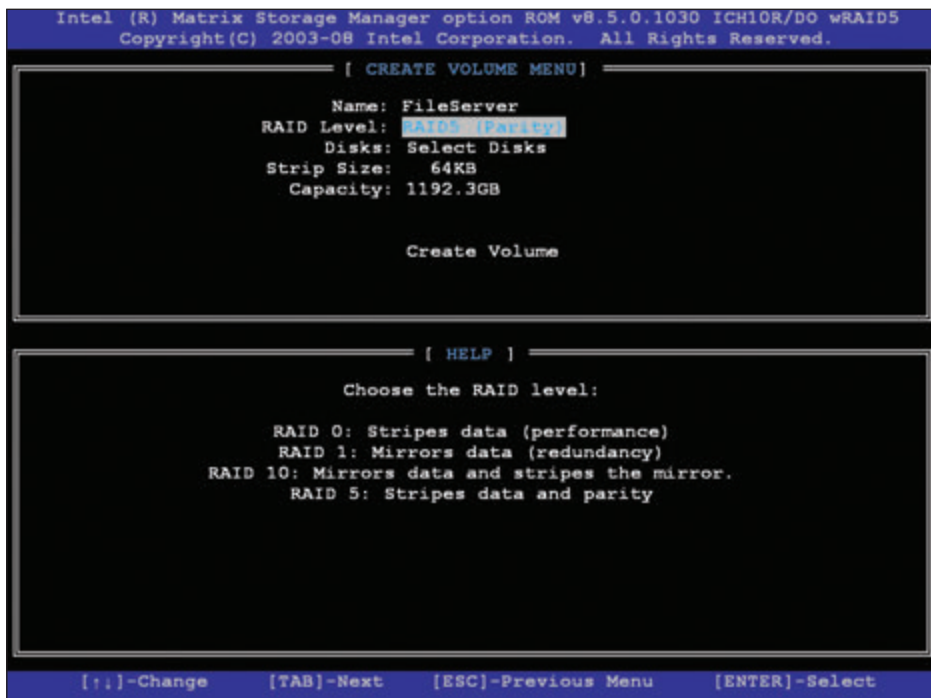 Intel (R) Matrix Storage Manager option ROM v8.5.0.1030 ICH10R/DO wRAID5
Copyright(C) 2003-08 Intel Corporation. All Rights Reserved.
[ CREATE VOLUME MENU]
Name: FileServer
RAID Level: RAID5 (Parity)
Disks: Select Disks
Strip Size: 64KB
Capacity: 1192.3GB
Create Volume
[ HELP ]
Choose the RAID level:
RAID 0: Stripes data (performance)
RAID 1: Mirrors data (redundancy)
RAID 10: Mirrors data and stripes the mirror.
RAID 5: Stripes data and parity
[↑↓]-Change [TAB]-Next [ESC]-Previous Menu [ENTER]-Select